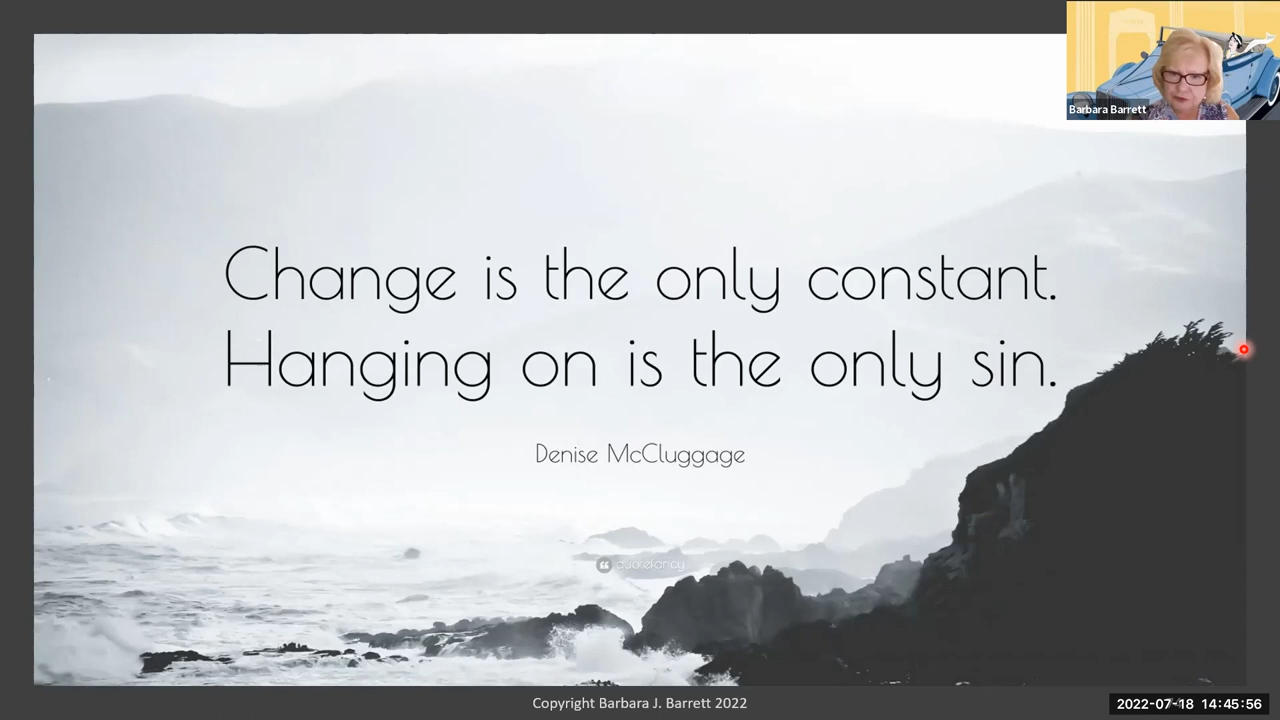 Barbara Barrett
Change is the only constant.
Hanging on is the only sin.
Denise McCluggage
quotefancy
Copyright Barbara J. Barrett 2022
2022-07-18 14:45:56